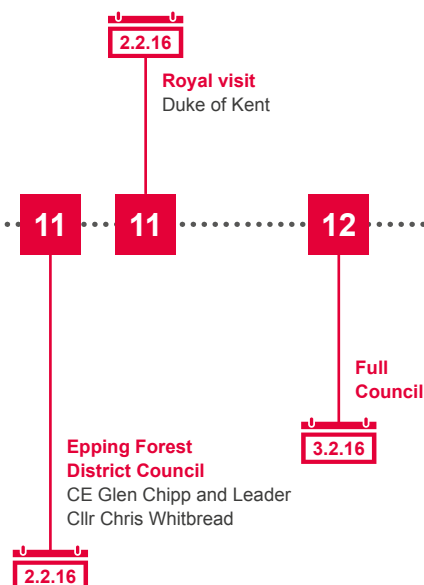 2.2.16
Royal visit
Duke of Kent
11
11
12
Full
Council
3.2.16
Epping Forest
District Council
CE Glen Chipp and Leader
Cllr Chris Whitbread
2.2.16